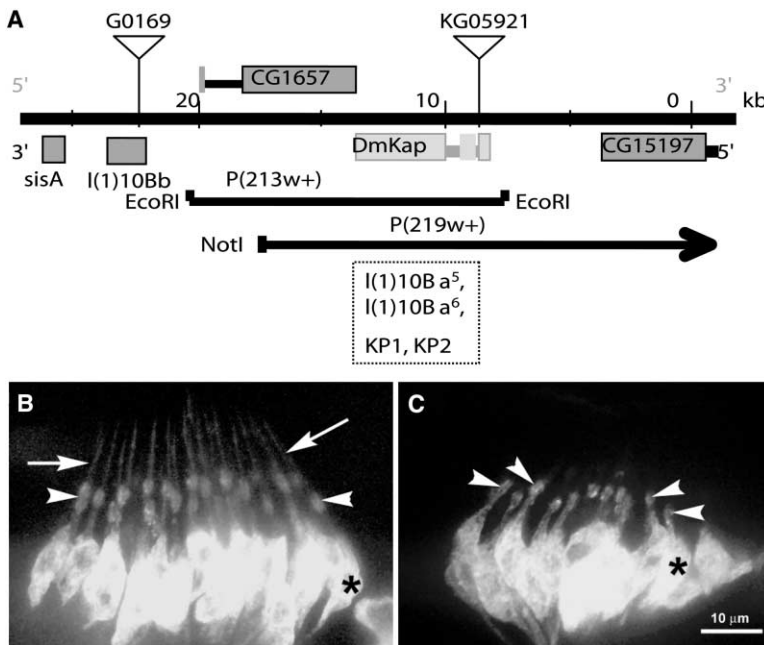 A
G0169
KG05921
CG1657
5'
3'
20
10
0
kb
3'
DmKap
CG15197
5'
sisA
l(1)10Bb
P(213w+)
EcoRI
EcoRI
P(219w+)
NotI
l(1)10B a⁵,
l(1)10B a⁶,
KP1, KP2
B
C
*
*
10 µm